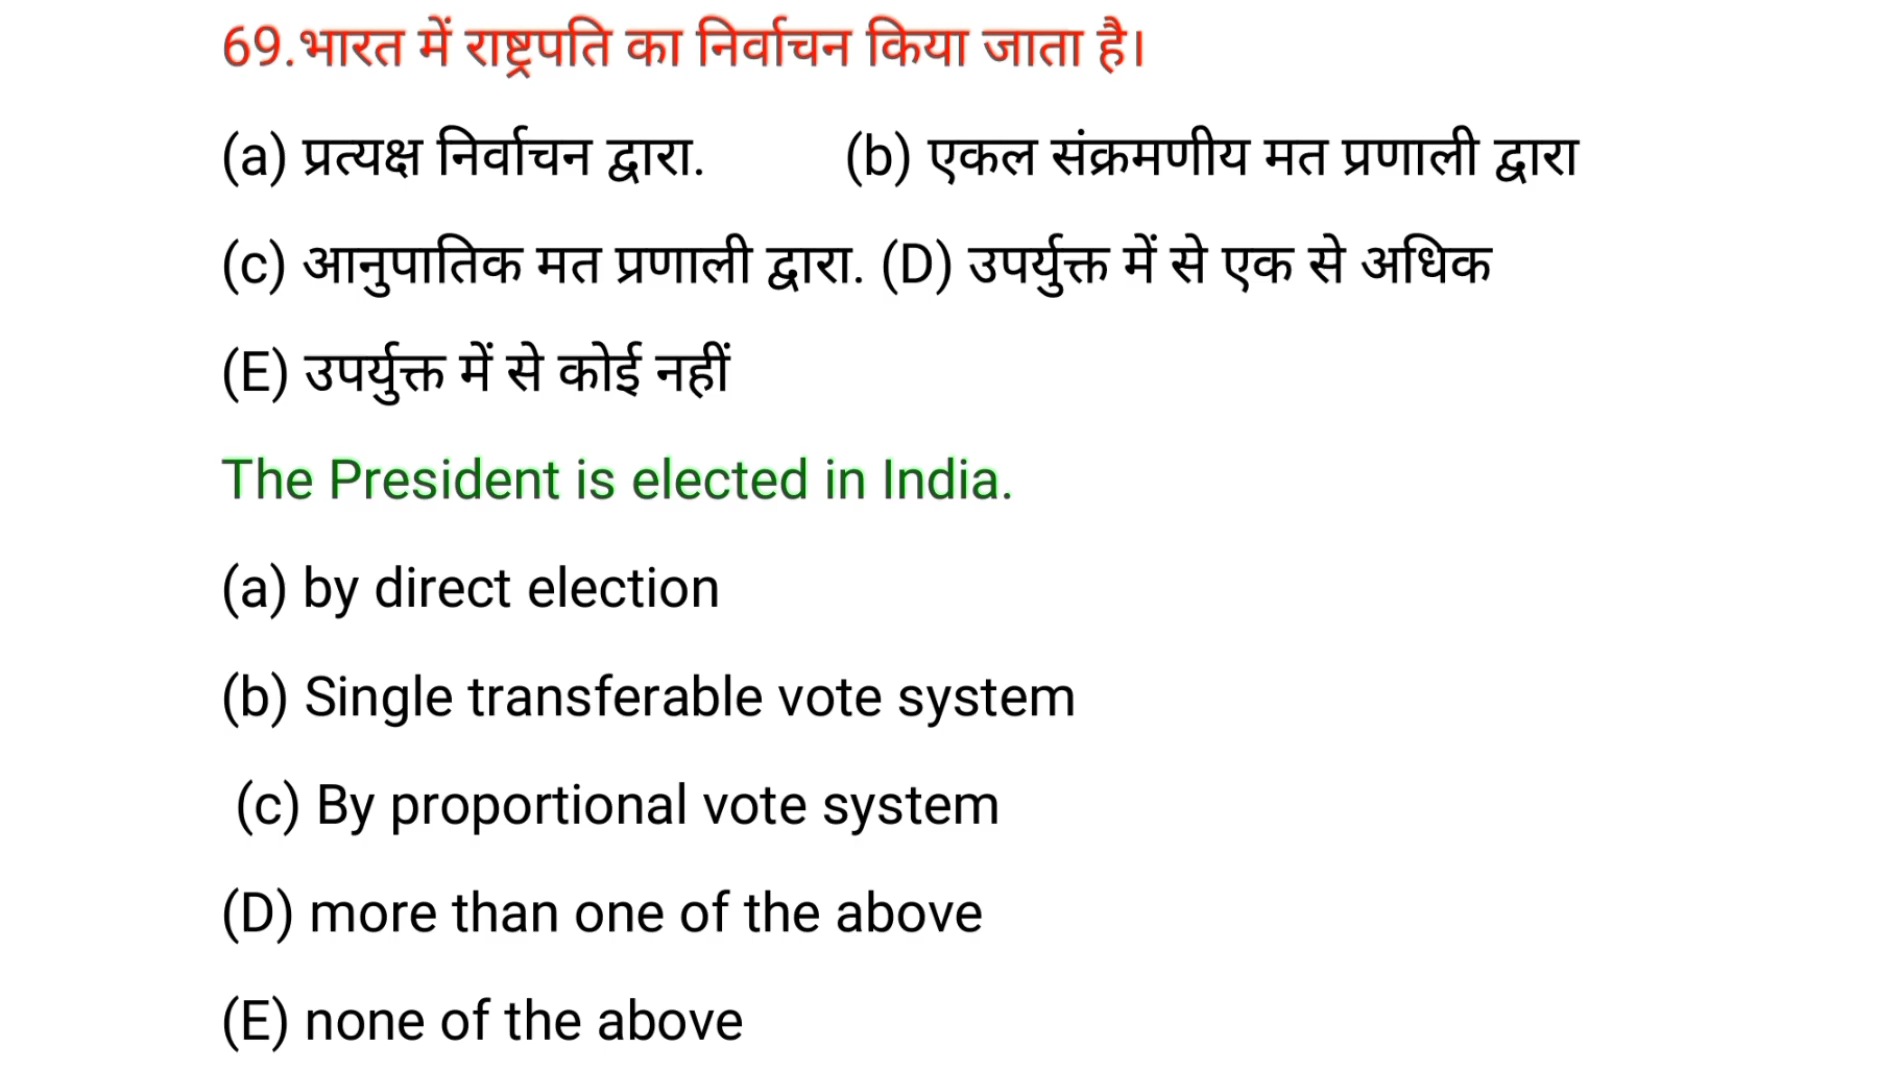 69.भारत में राष्ट्रपति का निर्वाचन किया जाता है।
(a) प्रत्यक्ष निर्वाचन द्वारा. (b) एकल संक्रमणीय मत प्रणाली द्वारा
(c) आनुपातिक मत प्रणाली द्वारा. (D) उपर्युक्त में से एक से अधिक
(E) उपर्युक्त में से कोई नहीं
The President is elected in India.
(a) by direct election
(b) Single transferable vote system
(c) By proportional vote system
(D) more than one of the above
(E) none of the above